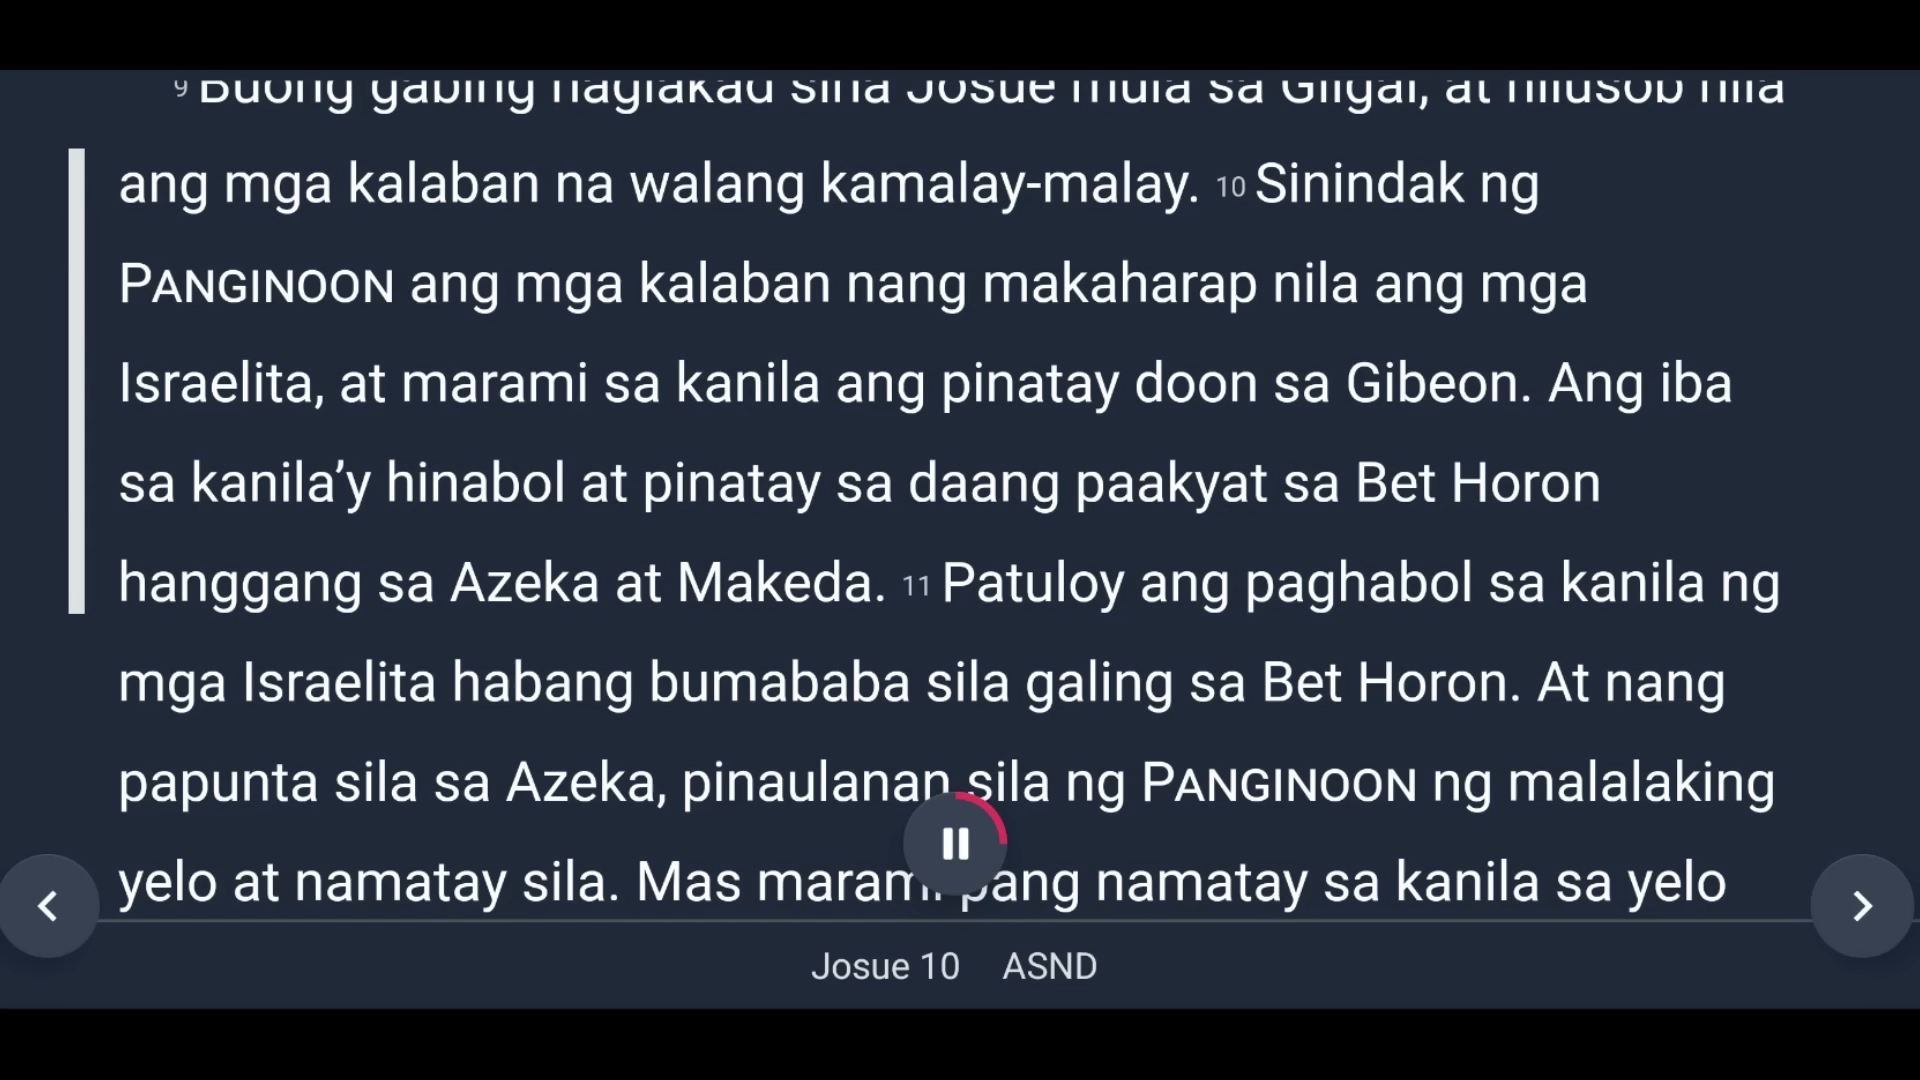 9 Buong gabing naglakad sina Josue mula sa Gilgal, at nilusob nila
ang mga kalaban na walang kamalay-malay. 10 Sinindak ng
PANGINOON ang mga kalaban nang makaharap nila ang mga
Israelita, at marami sa kanila ang pinatay doon sa Gibeon. Ang iba
sa kanila’y hinabol at pinatay sa daang paakyat sa Bet Horon
hanggang sa Azeka at Makeda. 11 Patuloy ang paghabol sa kanila ng
mga Israelita habang bumababa sila galing sa Bet Horon. At nang
papunta sila sa Azeka, pinaulanan sila ng PANGINOON ng malalaking
yelo at namatay sila. Mas marami pang namatay sa kanila sa yelo
Josue 10 ASND